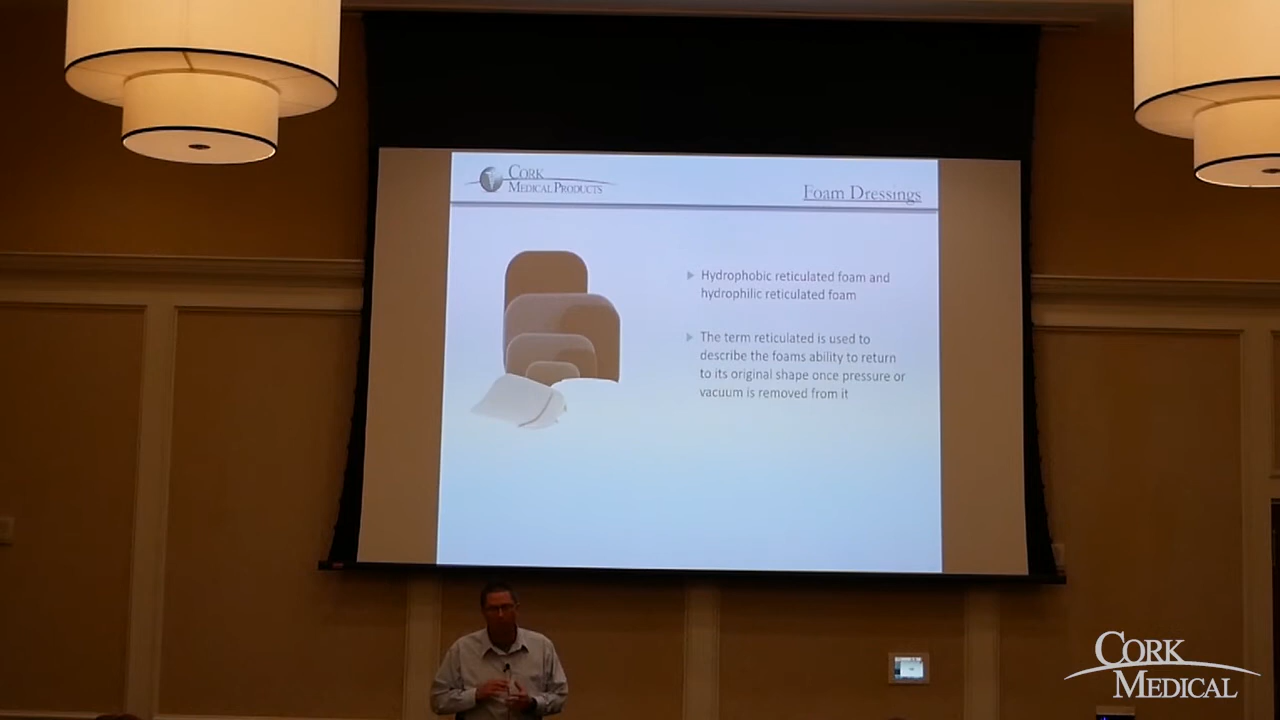 CORK
MEDICAL PRODUCTS
Foam Dressings
Hydrophobic reticulated foam and
hydrophilic reticulated foam
The term reticulated is used to
describe the foams ability to return
to its original shape once pressure or
vacuum is removed from it
CORK
MEDICAL